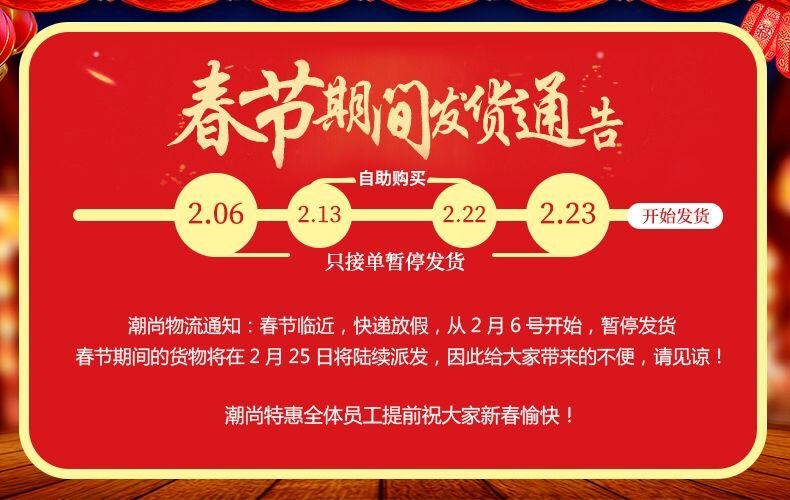 春节期间发货通告
自助购买
2.06
2.13
2.22
2.23
开始发货
只接单暂停发货
潮尚物流通知：春节临近，快递放假，从2月6号开始，暂停发货
春节期间的货物将在2月25日将陆续派发，因此给大家带来的不便，请见谅！
潮尚特惠全体员工提前祝大家新春愉快！